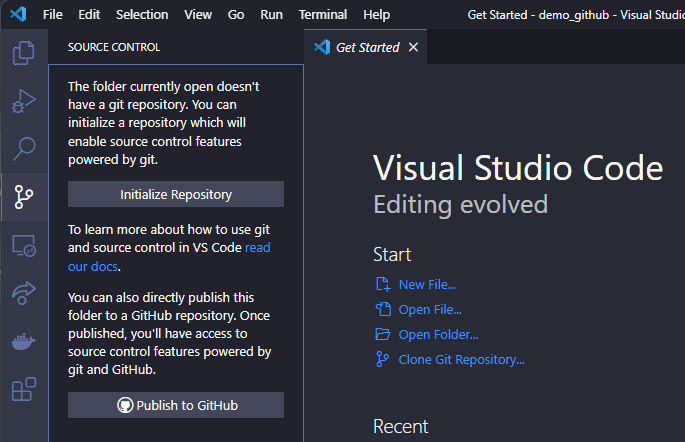 File Edit Selection View Go Run Terminal Help
Get Started - demo_github - Visual Studio
SOURCE CONTROL
Get Started
The folder currently open doesn't
have a git repository. You can
initialize a repository which will
enable source control features
powered by git.
Initialize Repository
To learn more about how to use git
and source control in VS Code read
our docs.
You can also directly publish this
folder to a GitHub repository. Once
published, you'll have access to
source control features powered by
git and GitHub.
Publish to GitHub
Visual Studio Code
Editing evolved
Start
New File...
Open File...
Open Folder...
Clone Git Repository...
Recent